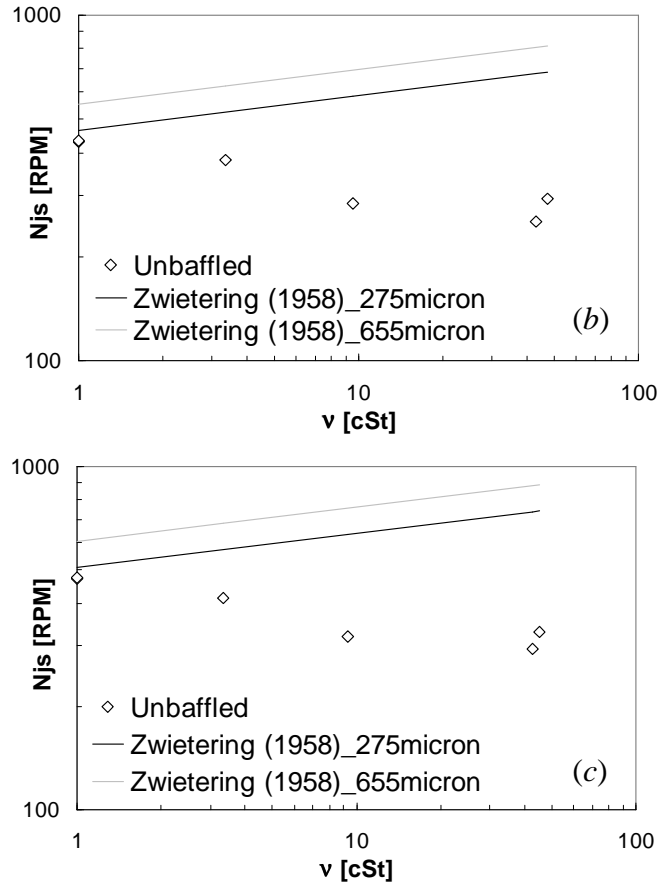 1000
Njs [RPM]
Unbaffled
Zwietering (1958)_275micron
Zwietering (1958)_655micron
(b)
100
1
10
100
ν [cSt]
1000
Njs [RPM]
Unbaffled
Zwietering (1958)_275micron
Zwietering (1958)_655micron
(c)
100
1
10
100
ν [cSt]